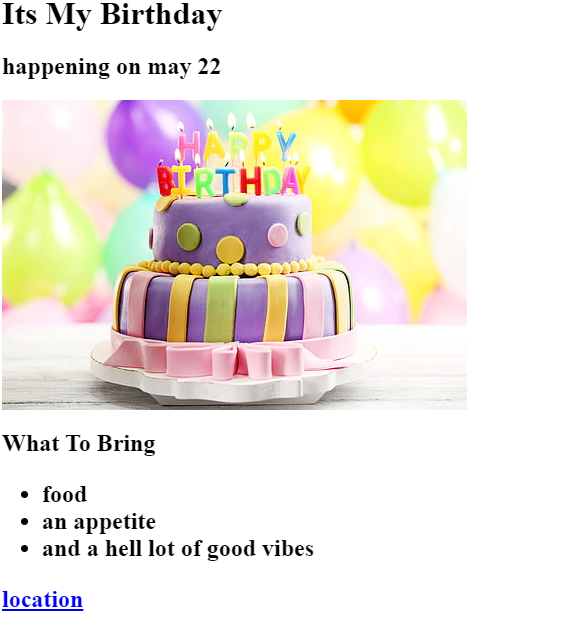 Its My Birthday
happening on may 22
HAPPY
BIRTHDAY
What To Bring
food
an appetite
and a hell lot of good vibes
location